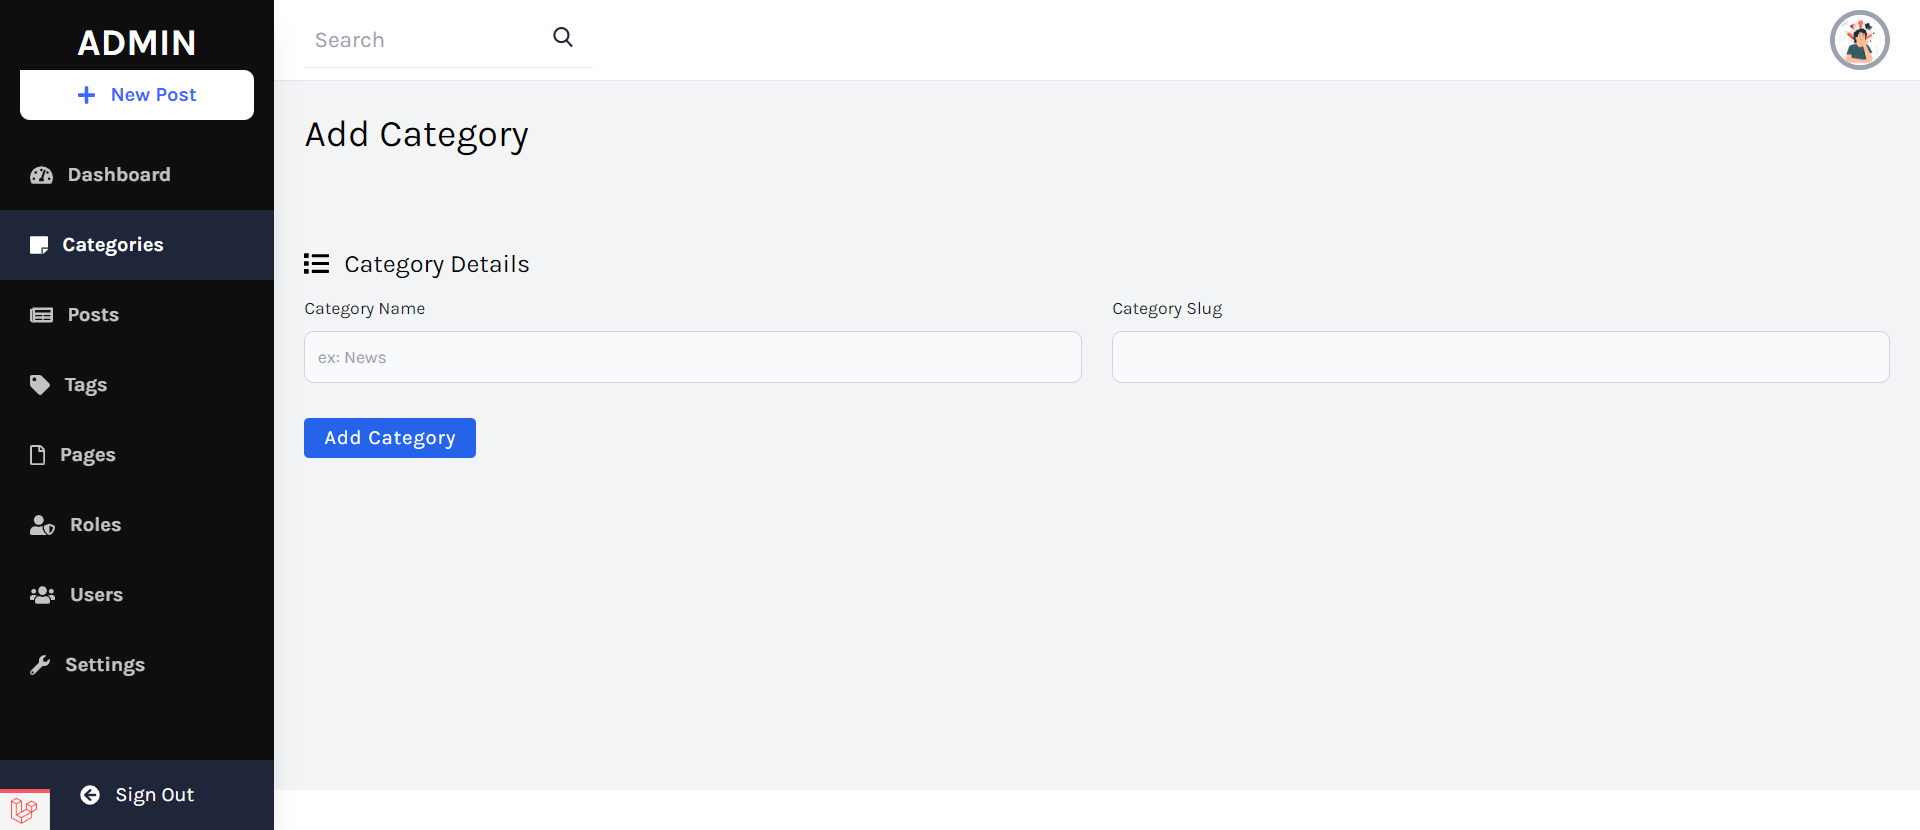 ADMIN
New Post
Dashboard
Categories
Posts
Tags
Pages
Roles
Users
Settings
Sign Out
Search
Add Category
Category Details
Category Name
ex: News
Category Slug
Add Category